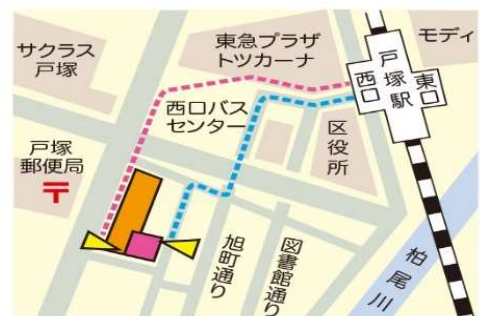 サクラス
戸塚
東急プラザ
トツカーナ
モディ
戸塚駅
西口
東口
西口バス
センター
区役所
戸塚
郵便局
〒
旭町通り
図書館通り
柏尾川